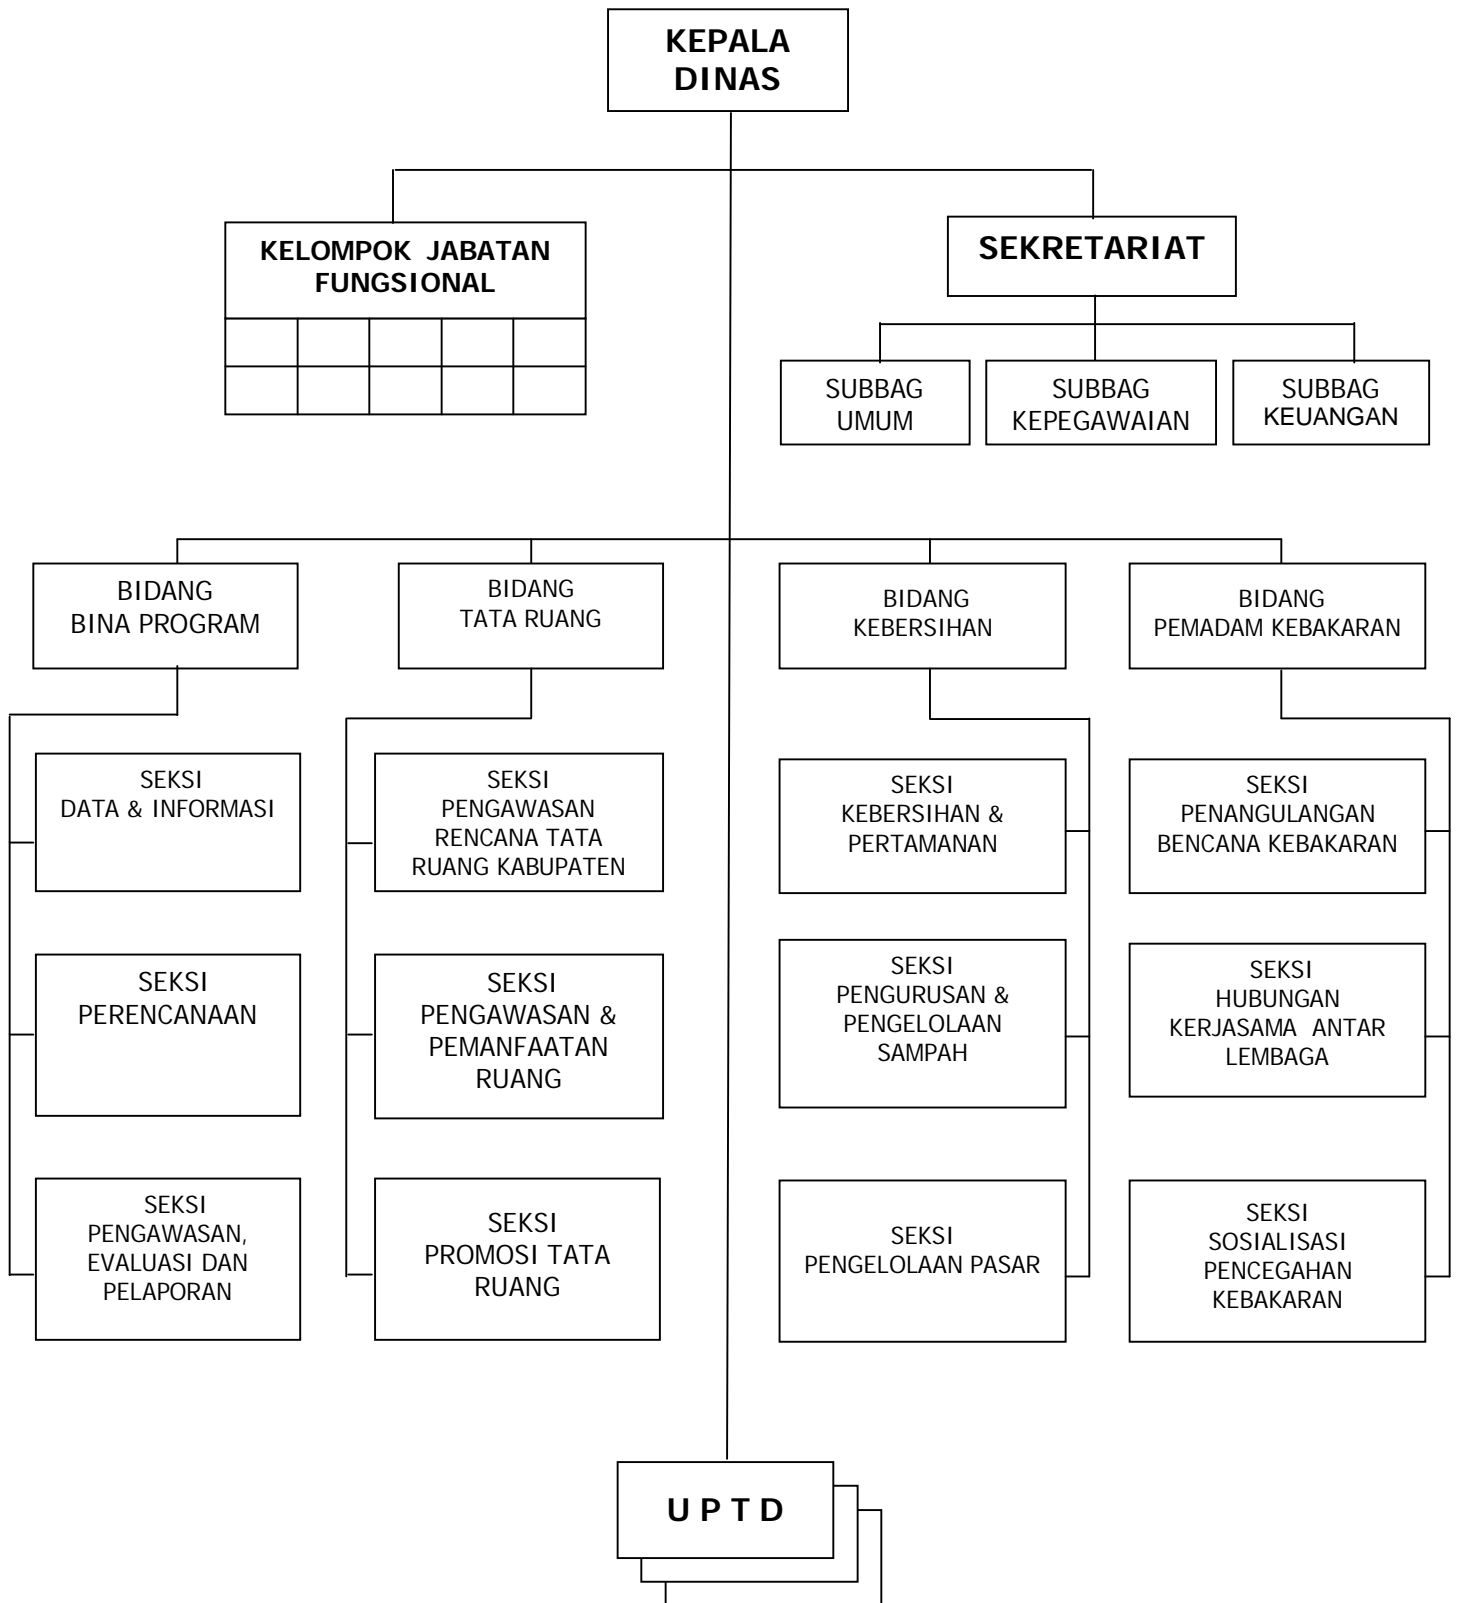 KEPALA
DINAS
KELOMPOK JABATAN
FUNGSIONAL
SEKRETARIAT
SUBBAG
UMUM
SUBBAG
KEPEGAWAIAN
SUBBAG
KEUANGAN
BIDANG
BINA PROGRAM
BIDANG
TATA RUANG
BIDANG
KEBERSIHAN
BIDANG
PEMADAM KEBAKARAN
SEKSI
DATA & INFORMASI
SEKSI
PENGAWASAN
RENCANA TATA
RUANG KABUPATEN
SEKSI
KEBERSIHAN &
PERTAMANAN
SEKSI
PENANGULANGAN
BENCANA KEBAKARAN
SEKSI
PERENCANAAN
SEKSI
PENGAWASAN &
PEMANFAATAN
RUANG
SEKSI
PENGURUSAN &
PENGELOLAAN
SAMPAH
SEKSI
HUBUNGAN
KERJASAMA ANTAR
LEMBAGA
SEKSI
PENGAWASAN,
EVALUASI DAN
PELAPORAN
SEKSI
PROMOSI TATA
RUANG
SEKSI
PENGELOLAAN PASAR
SEKSI
SOSIALISASI
PENCEGAHAN
KEBAKARAN
U P T D